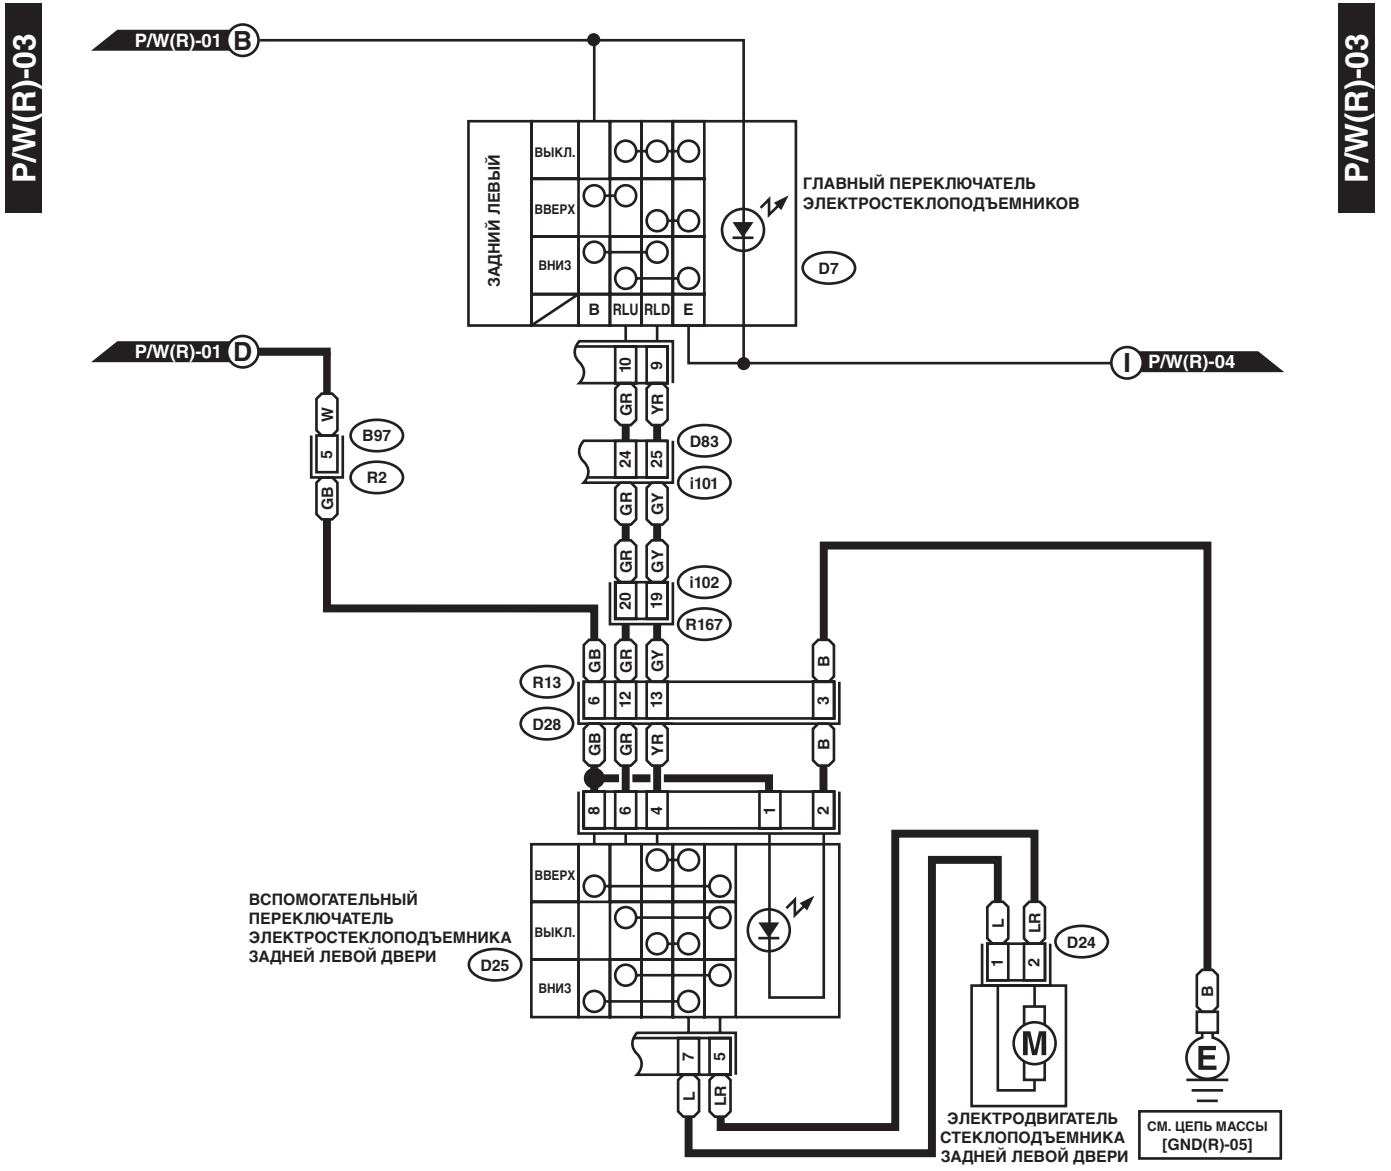 P/W(R)-03
P/W(R)-03
P/W(R)-01 B
ЗАДНИЙ ЛЕВЫЙ
ВЫКЛ.
ВВЕРХ
ВНИЗ
B RLU RLD E
ГЛАВНЫЙ ПЕРЕКЛЮЧАТЕЛЬ
ЭЛЕКТРОСТЕКЛОПОДЪЕМНИКОВ
D7
P/W(R)-01 D
I P/W(R)-04
10 9
GR YR
W
B97
5
R2
GB
D83
24 25
i101
GR GY
GR GY
i102
20 19
R167
GB GR GY B
R13
6 12 13 3
D28
GB GR YR B
8 6 4 1 2
ВВЕРХ
ВЫКЛ.
ВНИЗ
ВСПОМОГАТЕЛЬНЫЙ
ПЕРЕКЛЮЧАТЕЛЬ
ЭЛЕКТРОСТЕКЛОПОДЪЕМНИКА
ЗАДНЕЙ ЛЕВОЙ ДВЕРИ
D25
L LR
D24
1 2
B
M
E
7 5
L LR
ЭЛЕКТРОДВИГАТЕЛЬ
СТЕКЛОПОДЪЕМНИКА
ЗАДНЕЙ ЛЕВОЙ ДВЕРИ
СМ. ЦЕПЬ МАССЫ
[GND(R)-05]